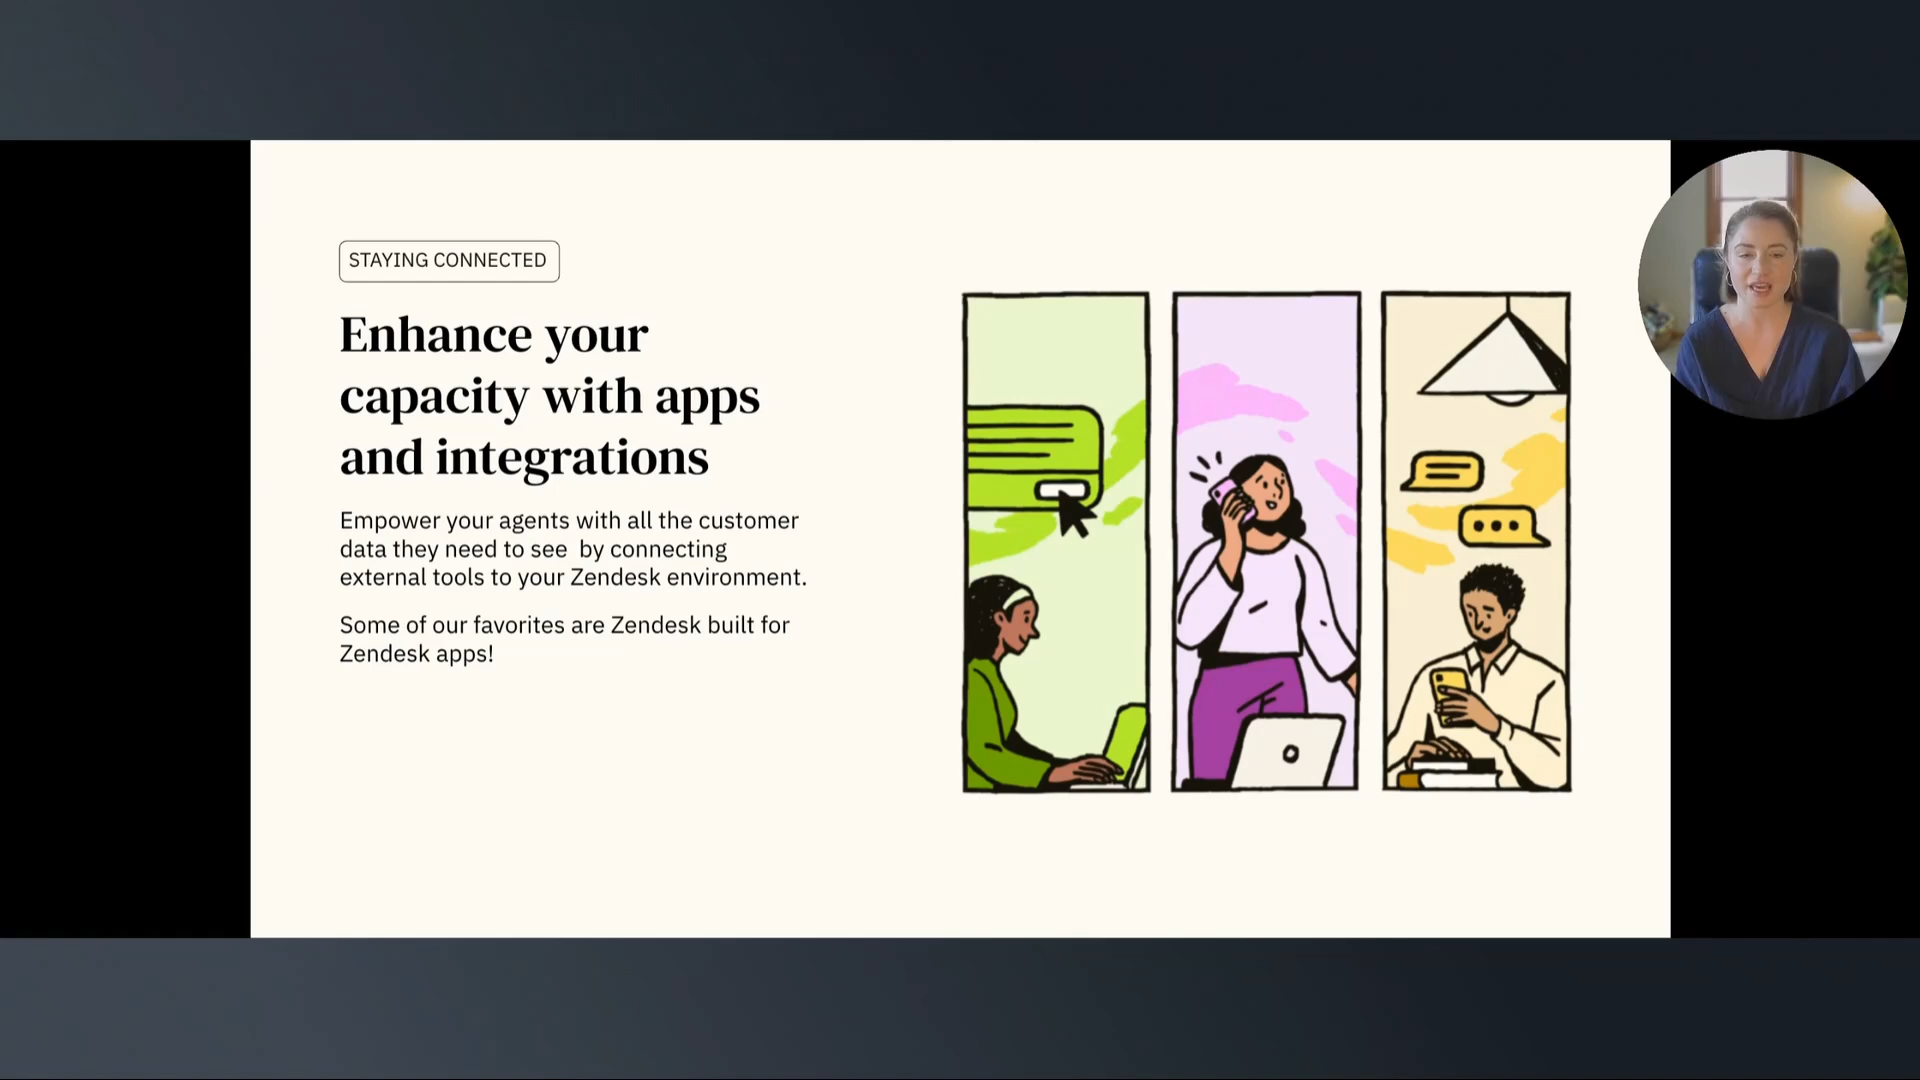 STAYING CONNECTED
Enhance your
capacity with apps
and integrations
Empower your agents with all the customer
data they need to see  by connecting
external tools to your Zendesk environment.
Some of our favorites are Zendesk built for
Zendesk apps!